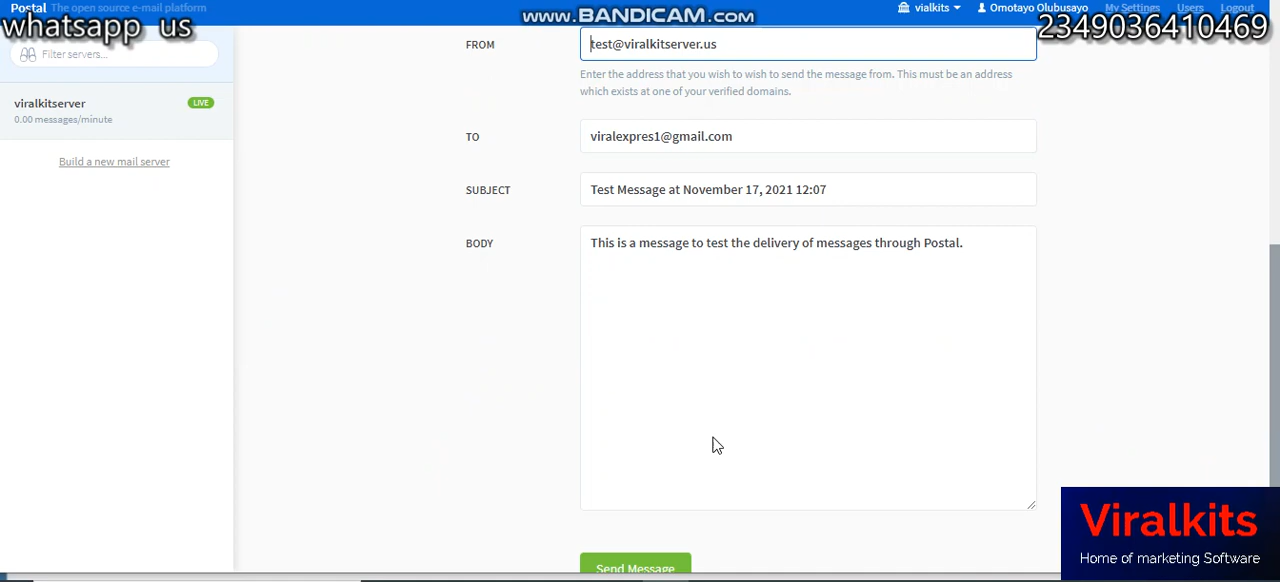 Postal The open source e-mail platform
www.BANDICAM.com
vialkits
Omotayo Olubusayo
My Settings Users Logout
whatsapp us
2349036410469
Filter servers...
viralkitserver LIVE
0.00 messages/minute
Build a new mail server
FROM
test@viralkitserver.us
Enter the address that you wish to wish to send the message from. This must be an address
which exists at one of your verified domains.
TO
viralexpres1@gmail.com
SUBJECT
Test Message at November 17, 2021 12:07
BODY
This is a message to test the delivery of messages through Postal.
Send Message
Viralkits
Home of marketing Software